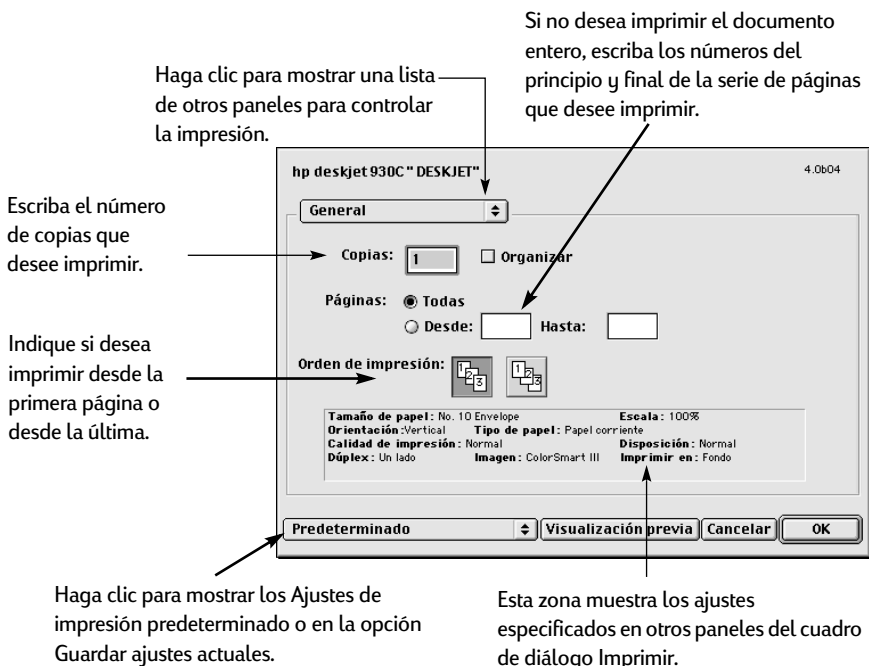 Si no desea imprimir el documento
entero, escriba los números del
principio y final de la serie de páginas
que desee imprimir.
Haga clic para mostrar una lista
de otros paneles para controlar
la impresión.
hp deskjet 930C " DESKJET"
4.0b04
General
Escriba el número
de copias que
desee imprimir.
Copias: 1 Organizar
Páginas: Todas
Desde: Hasta:
Indique si desea
imprimir desde la
primera página o
desde la última.
Orden de impresión: 1 2 3 1 2 3
Tamaño de papel: No. 10 Envelope Escala: 100%
Orientación:Vertical Tipo de papel: Papel corriente
Calidad de impresión: Normal Disposición: Normal
Dúplex: Un lado Imagen: ColorSmart III Imprimir en: Fondo
Predeterminado Visualización previa Cancelar OK
Haga clic para mostrar los Ajustes de
impresión predeterminado o en la opción
Guardar ajustes actuales.
Esta zona muestra los ajustes
especificados en otros paneles del cuadro
de diálogo Imprimir.